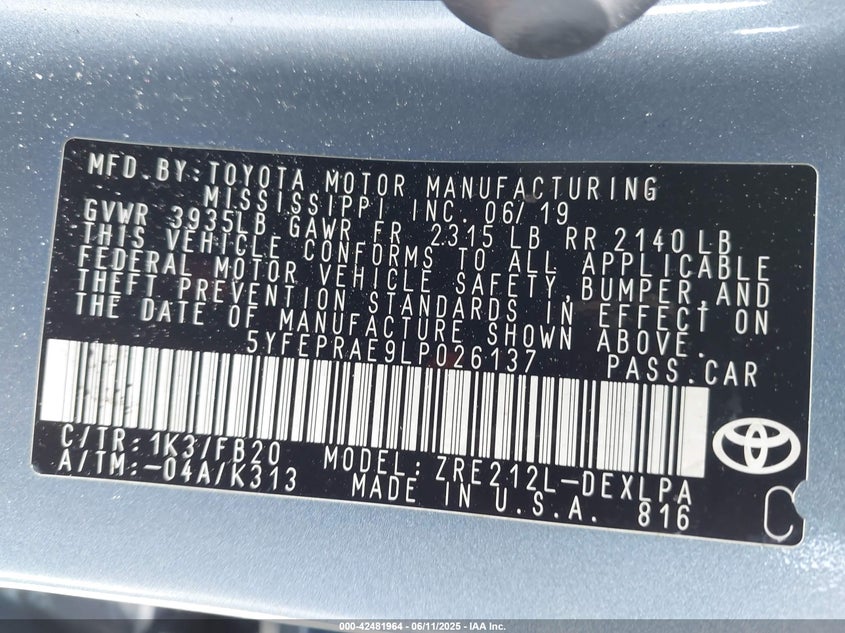 MFD.BY:TOYOTA MOTOR MANUFACTURING
MISSISSIPPI INC. 06/19
GVWR 3935LB GAWR FR 2315 LB RR 2140 LB
THIS VEHICLE CONFORMS TO ALL APPLICABLE
FEDERAL MOTOR VEHICLE SAFETY,BUMPER,AND
THEFT PREVENTION STANDARDS IN EFFECT ON
THE DATE OF MANUFACTURE SHOWN ABOVE.
5YFEPRAE9LP026137 PASS.CAR
C/TR:1K3/FB20 MODEL:ZRE212L-DEXLPA
A/TM:-04A/K313 MADE IN U.S.A. 816
C
000-42481964 - 06/11/2025 - IAA Inc.